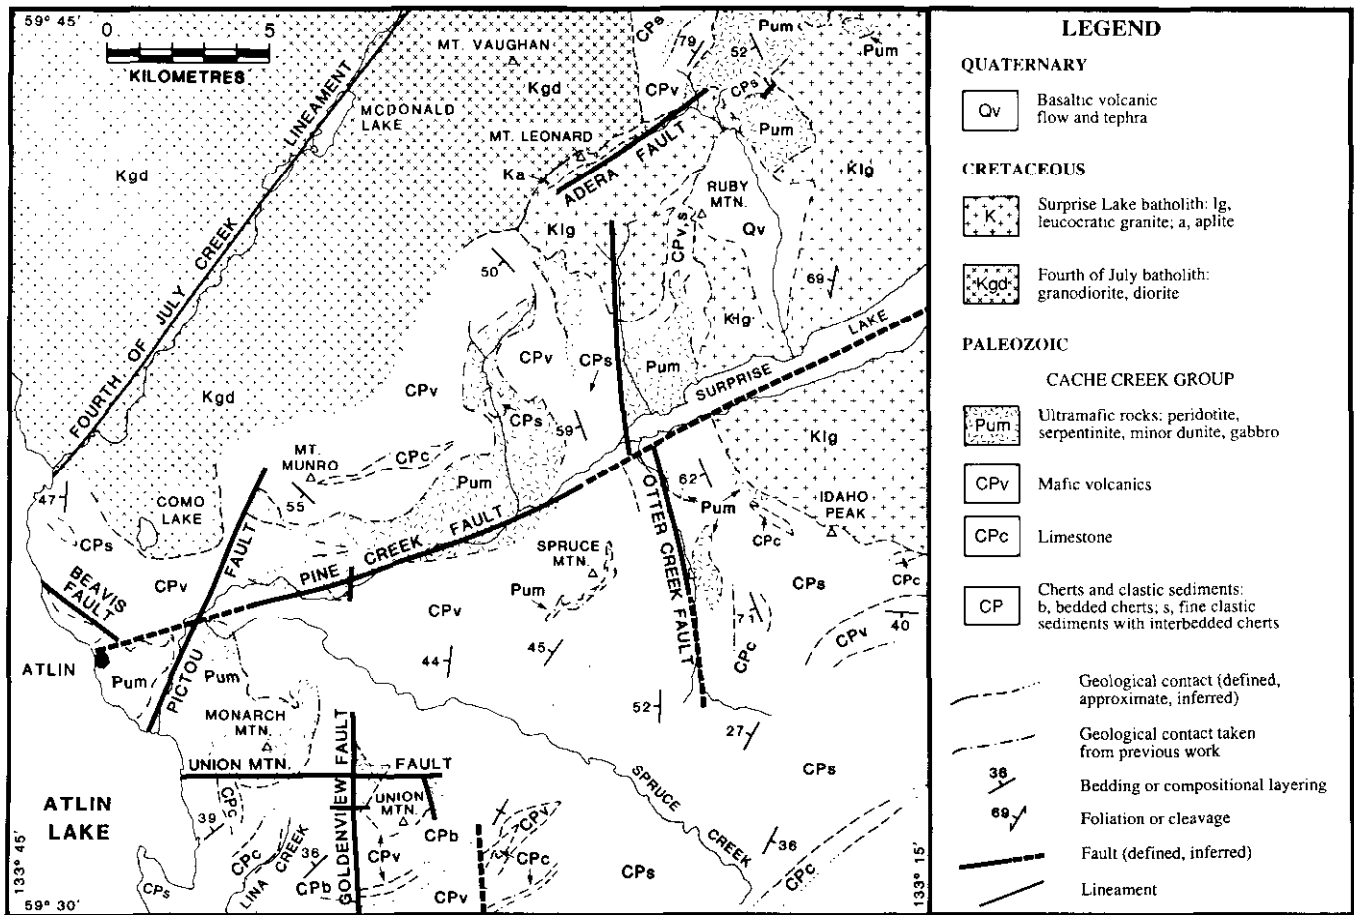 59° 45'
0 5
KILOMETRES
MT. VAUGHAN
Kgd
MCDONALD
LAKE
FOURTH OF JULY CREEK LINEAMENT
Kgd
Kgd
MT. LEONARD
Ka
ADERA FAULT
CPs
79
52
Pum
Pum
CPv
CPs
Pum
Klg
RUBY
MTN.
Klg
CPv,s
Qv
50
69
Klg
SURPRISE LAKE
CPv
CPs
Pum
CPv
CPs
59
Klg
MT.
MUNRO
CPc
Pum
55
47
COMO
LAKE
CPs
CPv
BEAVIS
FAULT
PICTOU FAULT
PINE CREEK FAULT
62
Pum
IDAHO
PEAK
CPc
OTTER CREEK FAULT
SPRUCE
MTN.
Pum
CPs
CPc
CPv
71
CPc
CPv
40
44
45
ATLIN
Pum
Pum
MONARCH
MTN.
52
27
UNION MTN. FAULT
GOLDENVIEW FAULT
UNION
MTN.
CPs
SPRUCE CREEK
ATLIN
LAKE
CPc
39
CPb
CPv
CPc
LINA CREEK
36
CPv
CPc
36
CPs
CPb
CPv
CPc
CPs
133° 45'
59° 30'
133° 15'
LEGEND
QUATERNARY
Qv
Basaltic volcanic
flow and tephra
CRETACEOUS
K
Surprise Lake batholith: lg,
leucocratic granite; a, aplite
Kgd
Fourth of July batholith:
granodiorite, diorite
PALEOZOIC
CACHE CREEK GROUP
Pum
Ultramafic rocks: peridotite,
serpentinite, minor dunite, gabbro
CPv
Mafic volcanics
CPc
Limestone
CP
Cherts and clastic sediments:
b, bedded cherts; s, fine clastic
sediments with interbedded cherts
Geological contact (defined,
approximate, inferred)
Geological contact taken
from previous work
36
Bedding or compositional layering
69
Foliation or cleavage
Fault (defined, inferred)
Lineament